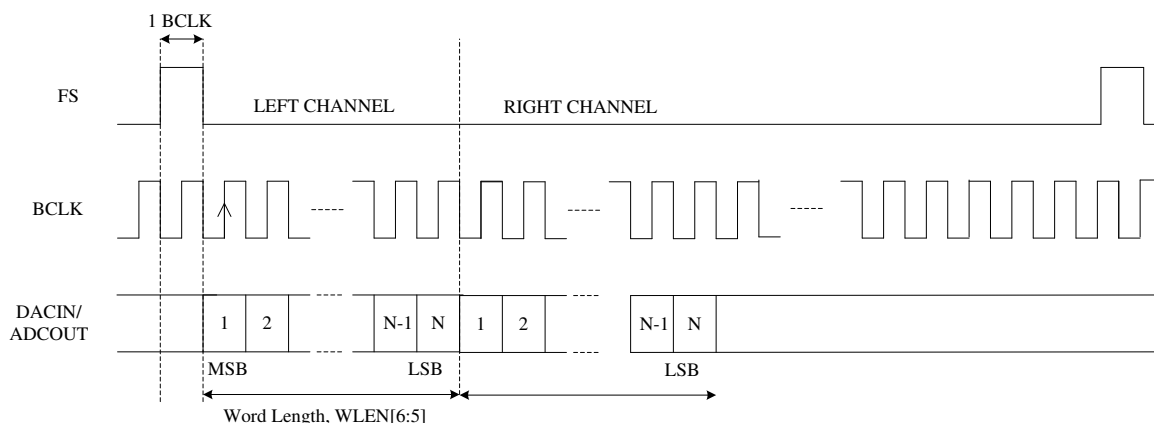 1 BCLK
FS
LEFT CHANNEL
RIGHT CHANNEL
BCLK
DACIN/
ADCOUT
1
2
N-1
N
1
2
N-1
N
MSB
LSB
LSB
Word Length, WLEN[6:5]